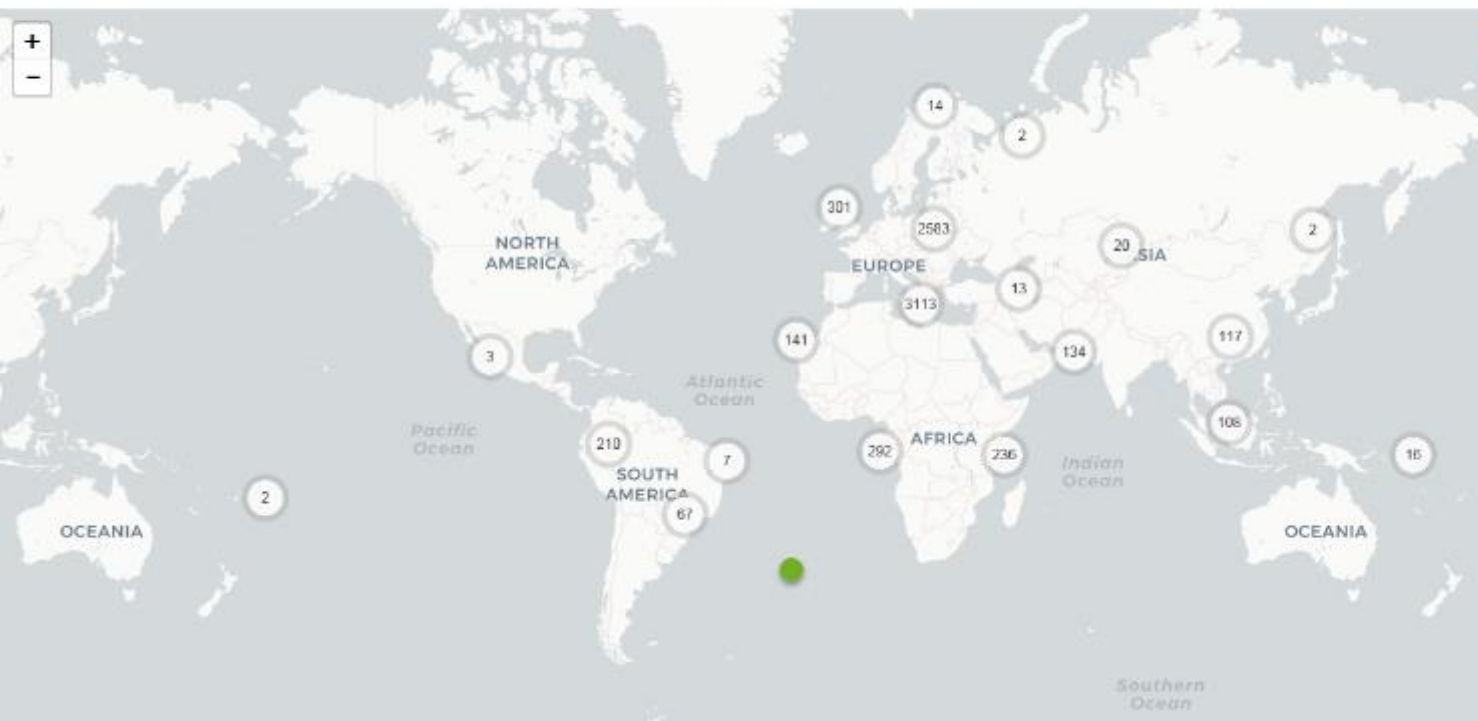 +
−
14
2
301
2583
2
NORTH
AMERICA
20
SIA
EUROPE
13
3113
141
117
3
134
Atlantic
Ocean
108
Pacific
Ocean
210
292
AFRICA
236
16
7
Indian
Ocean
SOUTH
AMERICA
2
67
OCEANIA
OCEANIA
Southern
Ocean